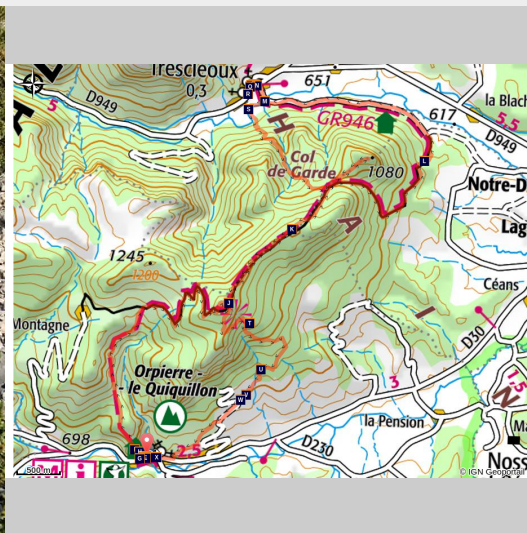 Trescléoux
0,3
651
D949
5
la Blach
5.5
617
D949
GR946
Col
de Garde
1080
Notre-D
Lag
H
A
I
N
1245
1200
Céans
Montagne
D30
Orpierre -
- le Quiquillon
3
1,5
la Pension
698
2.5
D230
Noss
500 m
© IGN Geoportail
Q
N
R
M
S
L
K
J
T
U
V
W
G
X